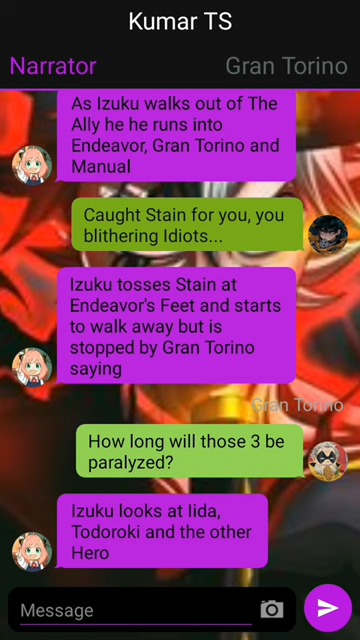 Kumar TS
Narrator
Gran Torino
As Izuku walks out of The
Ally he he runs into
Endeavor, Gran Torino and
Manual
Caught Stain for you, you
blithering Idiots...
Izuku tosses Stain at
Endeavor's Feet and starts
to walk away but is
stopped by Gran Torino
saying
Gran Torino
How long will those 3 be
paralyzed?
Izuku looks at Iida,
Todoroki and the other
Hero
Message